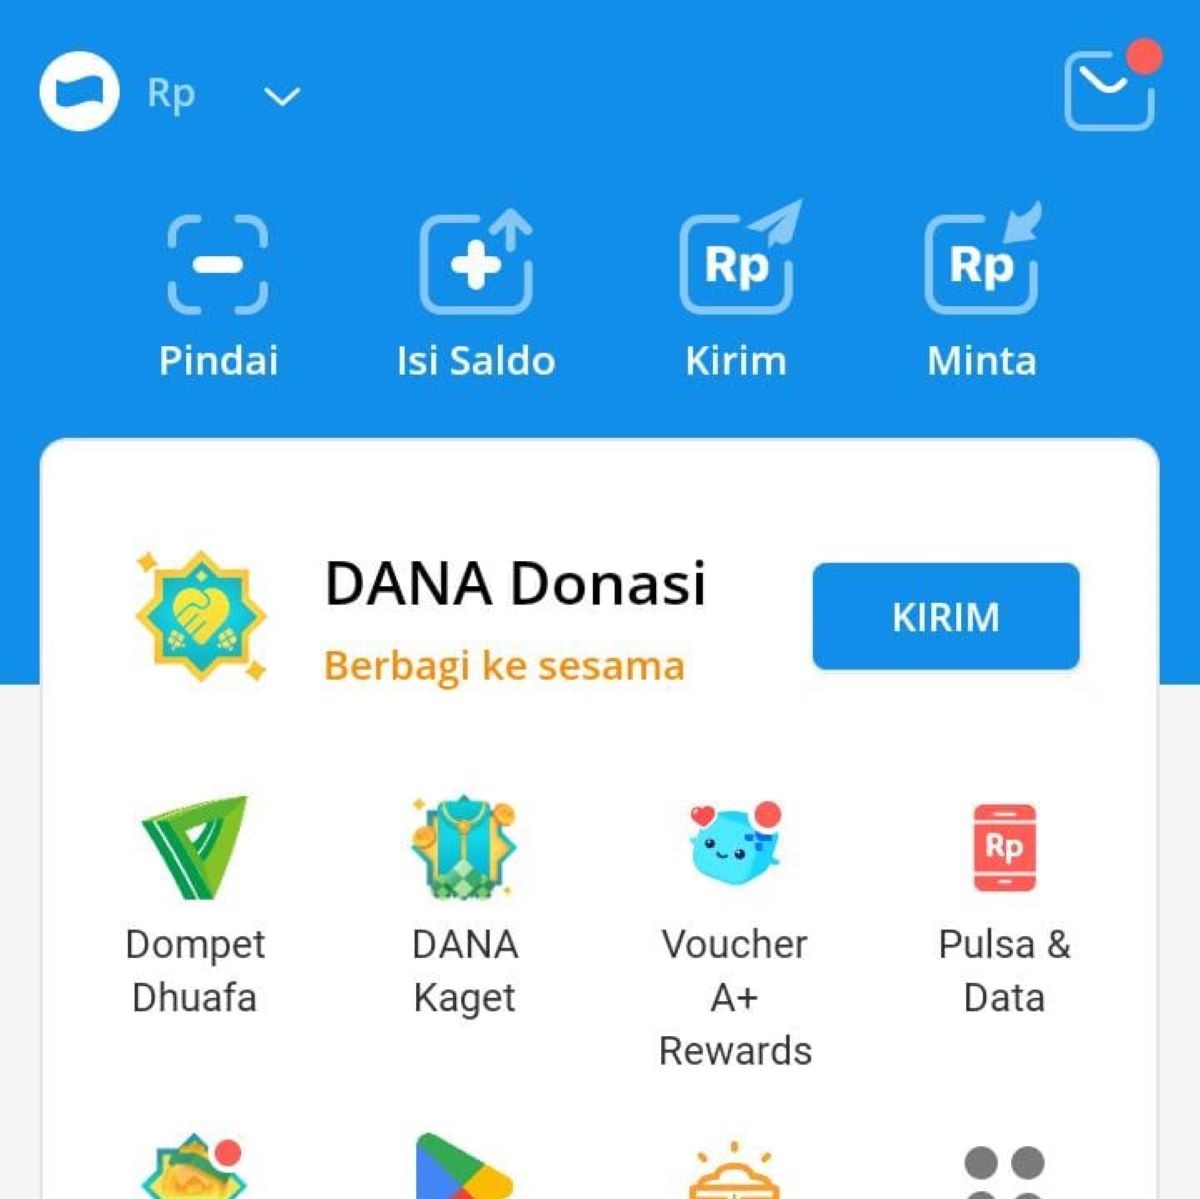 Rp
Rp
Rp
Pindai
Isi Saldo
Kirim
Minta
DANA Donasi
Berbagi ke sesama
KIRIM
Rp
Dompet
Dhuafa
DANA
Kaget
Voucher
A+
Rewards
Pulsa &
Data